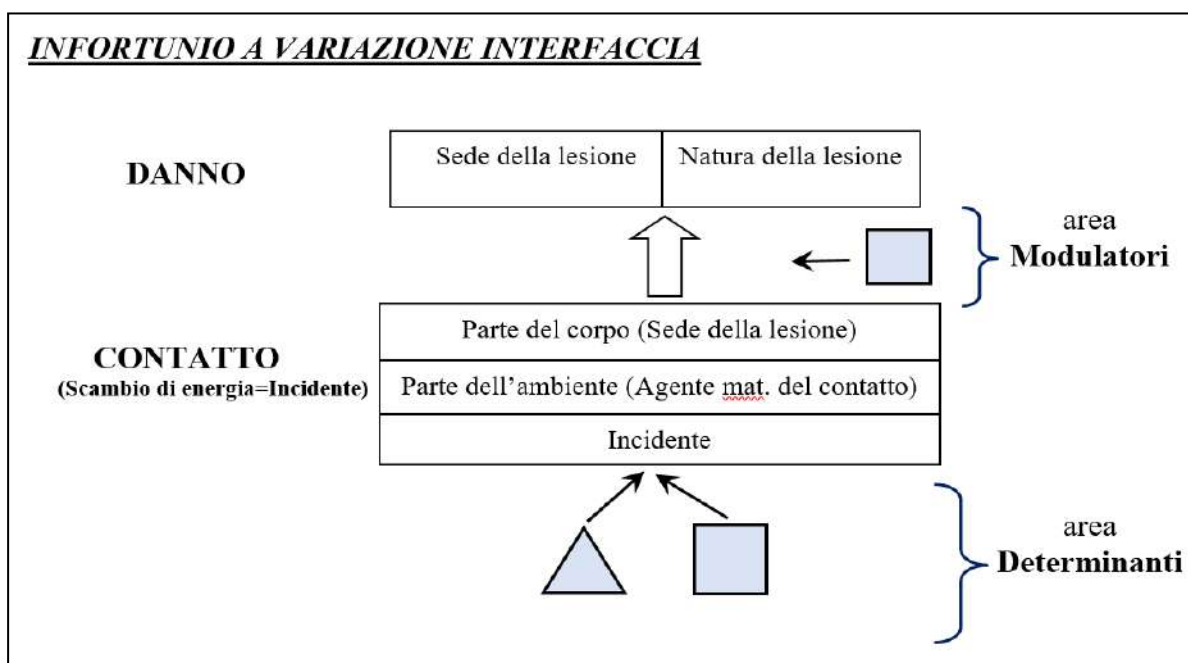 INFORTUNIO A VARIAZIONE INTERFACCIA
DANNO
Sede della lesione
Natura della lesione
area
Modulatori
CONTATTO
(Scambio di energia=Incidente)
Parte del corpo (Sede della lesione)
Parte dell’ambiente (Agente mat. del contatto)
Incidente
area
Determinanti